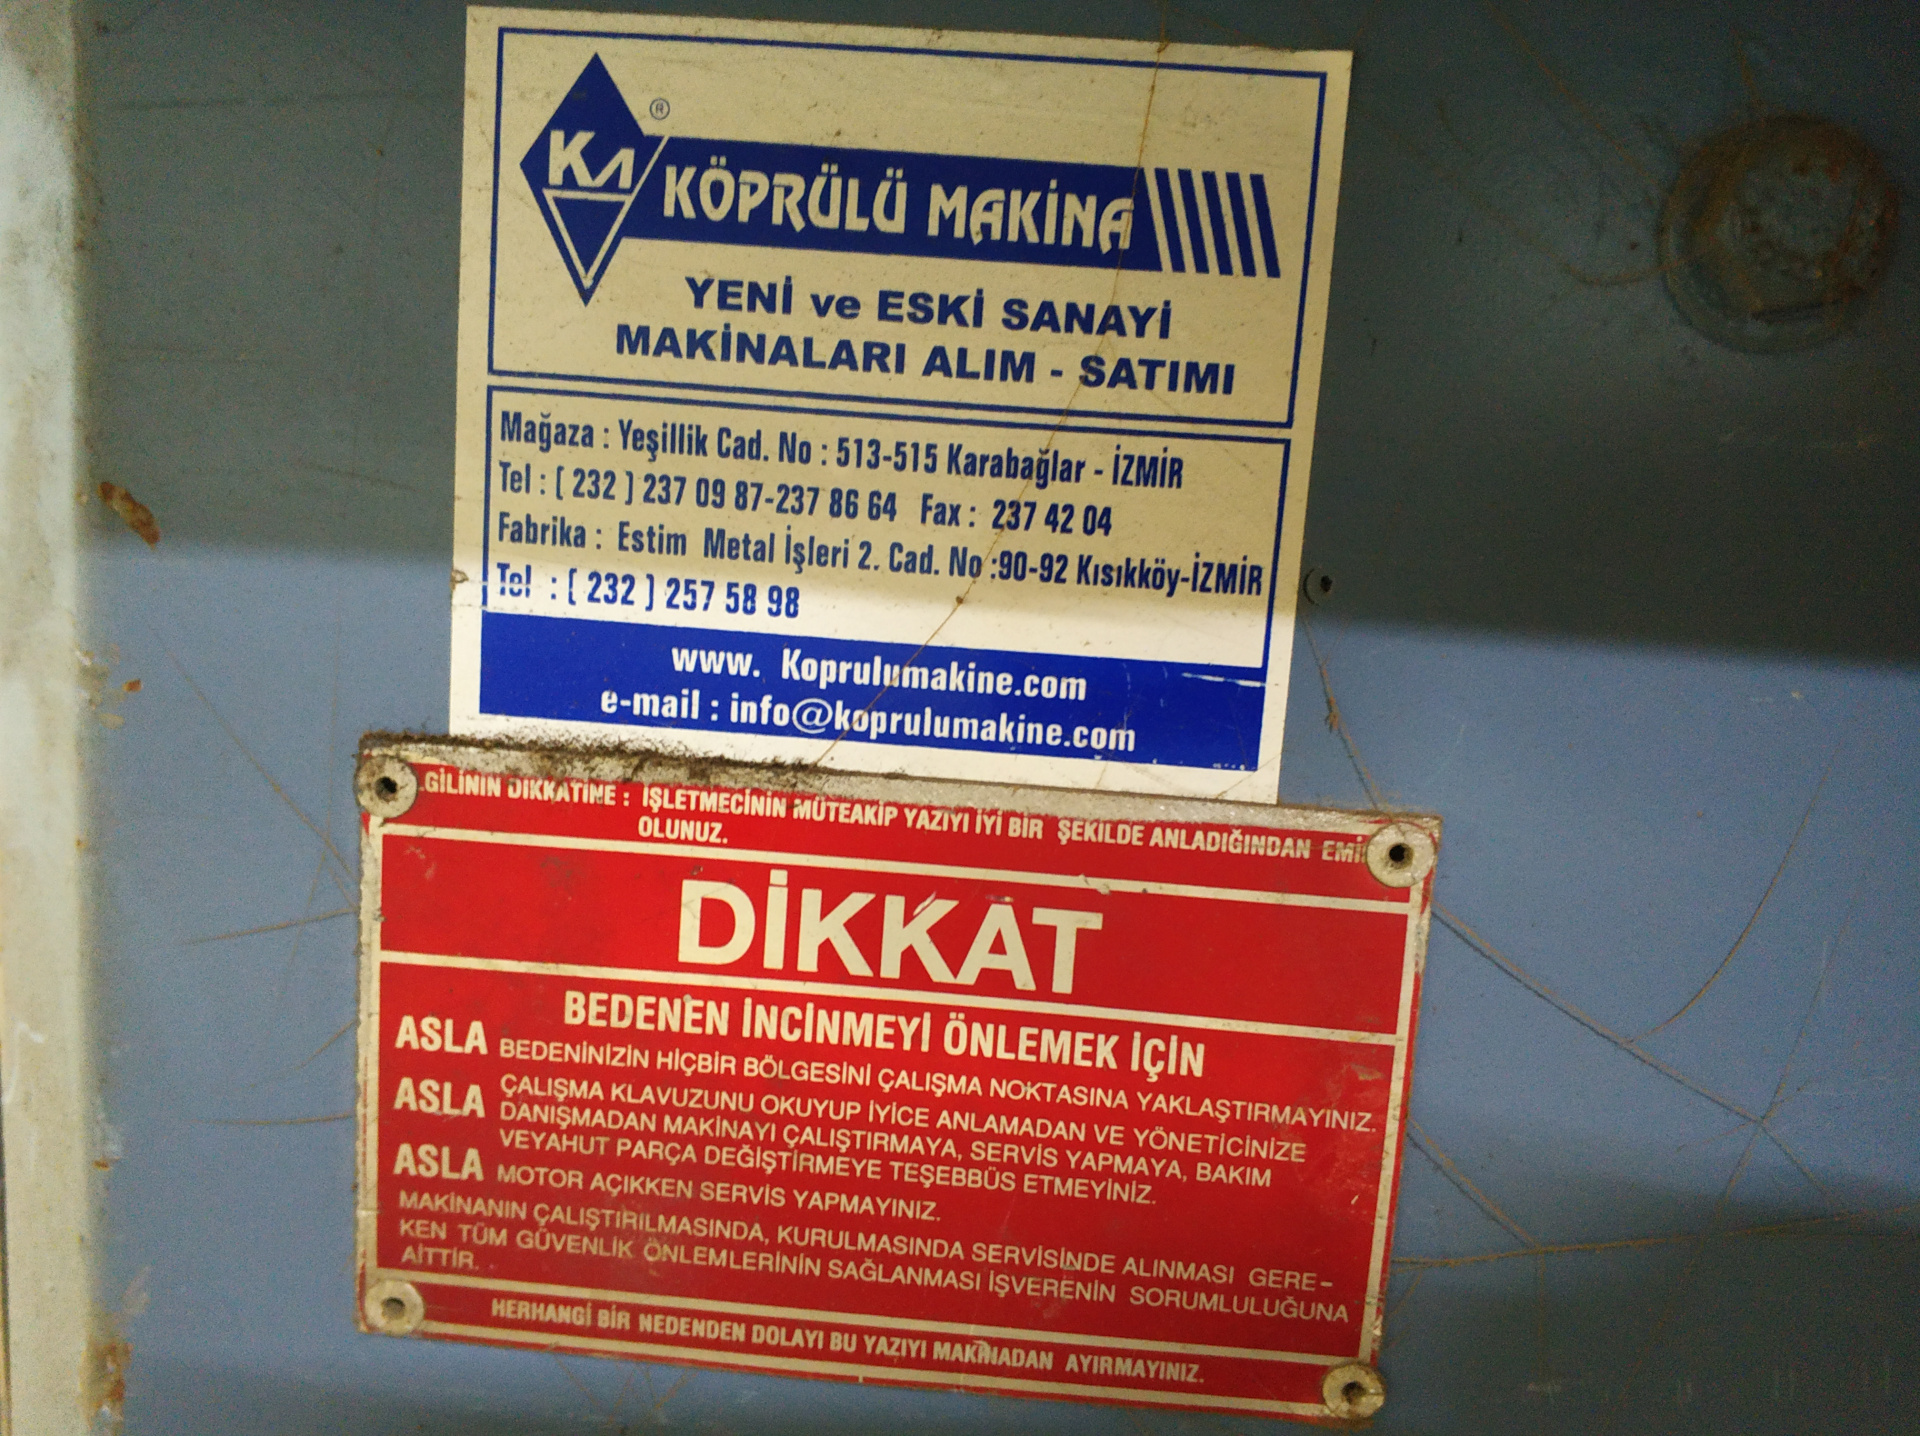 KM ®
KÖPRÜLÜ MAKİNA
YENİ ve ESKİ SANAYİ
MAKİNALARI ALIM - SATIMI
Mağaza : Yeşillik Cad. No : 513-515 Karabağlar - İZMİR
Tel : ( 232 ) 237 09 87-237 86 64 Fax : 237 42 04
Fabrika : Estim Metal İşleri 2. Cad. No :90-92 Kısıkköy-İZMİR
Tel : ( 232 ) 257 58 98
www. Koprulumakine.com
e-mail : info@koprulumakine.com
DİKKATİNE : İŞLETMECİNİN MÜTEAKİP YAZIYI İYİ BİR ŞEKİLDE ANLADIĞINDAN
OLUNUZ.
DİKKAT
BEDENEN İNCİNMEYİ ÖNLEMEK İÇİN
ASLA BEDENİNİZİN HİÇBİR BÖLGESİNİ ÇALIŞMA NOKTASINA YAKLAŞTIRMAYINIZ.
ASLA ÇALIŞMA KLAVUZUNU OKUYUP İYİCE ANLAMADAN VE YÖNETİCİNİZE
DANIŞMADAN MAKİNAYI ÇALIŞTIRMAYA, SERVİS YAPMAYA, BAKIM
VEYAHUT PARÇA DEĞİŞTİRMEYE TEŞEBBÜS ETMEYİNİZ.
ASLA MOTOR AÇIKKEN SERVİS YAPMAYINIZ.
MAKİNANIN ÇALIŞTIRILMASINDA, KURULMASINDA SERVİSİNDE ALINMASI GERE-
KEN TÜM GÜVENLİK ÖNLEMLERİNİN SAĞLANMASI İŞVERENİN SORUMLULUĞUNA
AİTTİR.
HERHANGİ BİR NEDENDEN DOLAYI BU YAZIYI MAKİNADAN AYIRMAYINIZ.